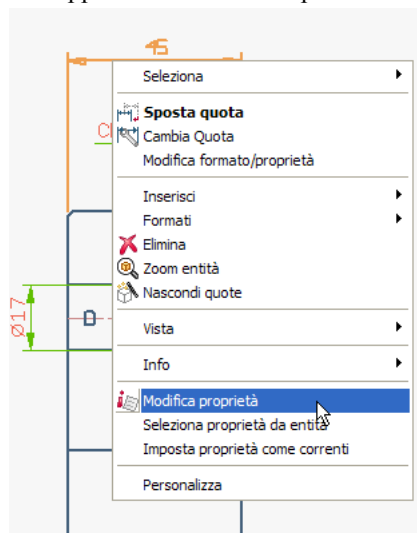 45
Seleziona
Sposta quota
Cambia Quota
Modifica formato/proprietà
Inserisci
Formati
Elimina
Zoom entità
Nascondi quote
Ø17
D
Vista
Info
Modifica proprietà
Seleziona proprietà da entità
Imposta proprietà come correnti
Personalizza